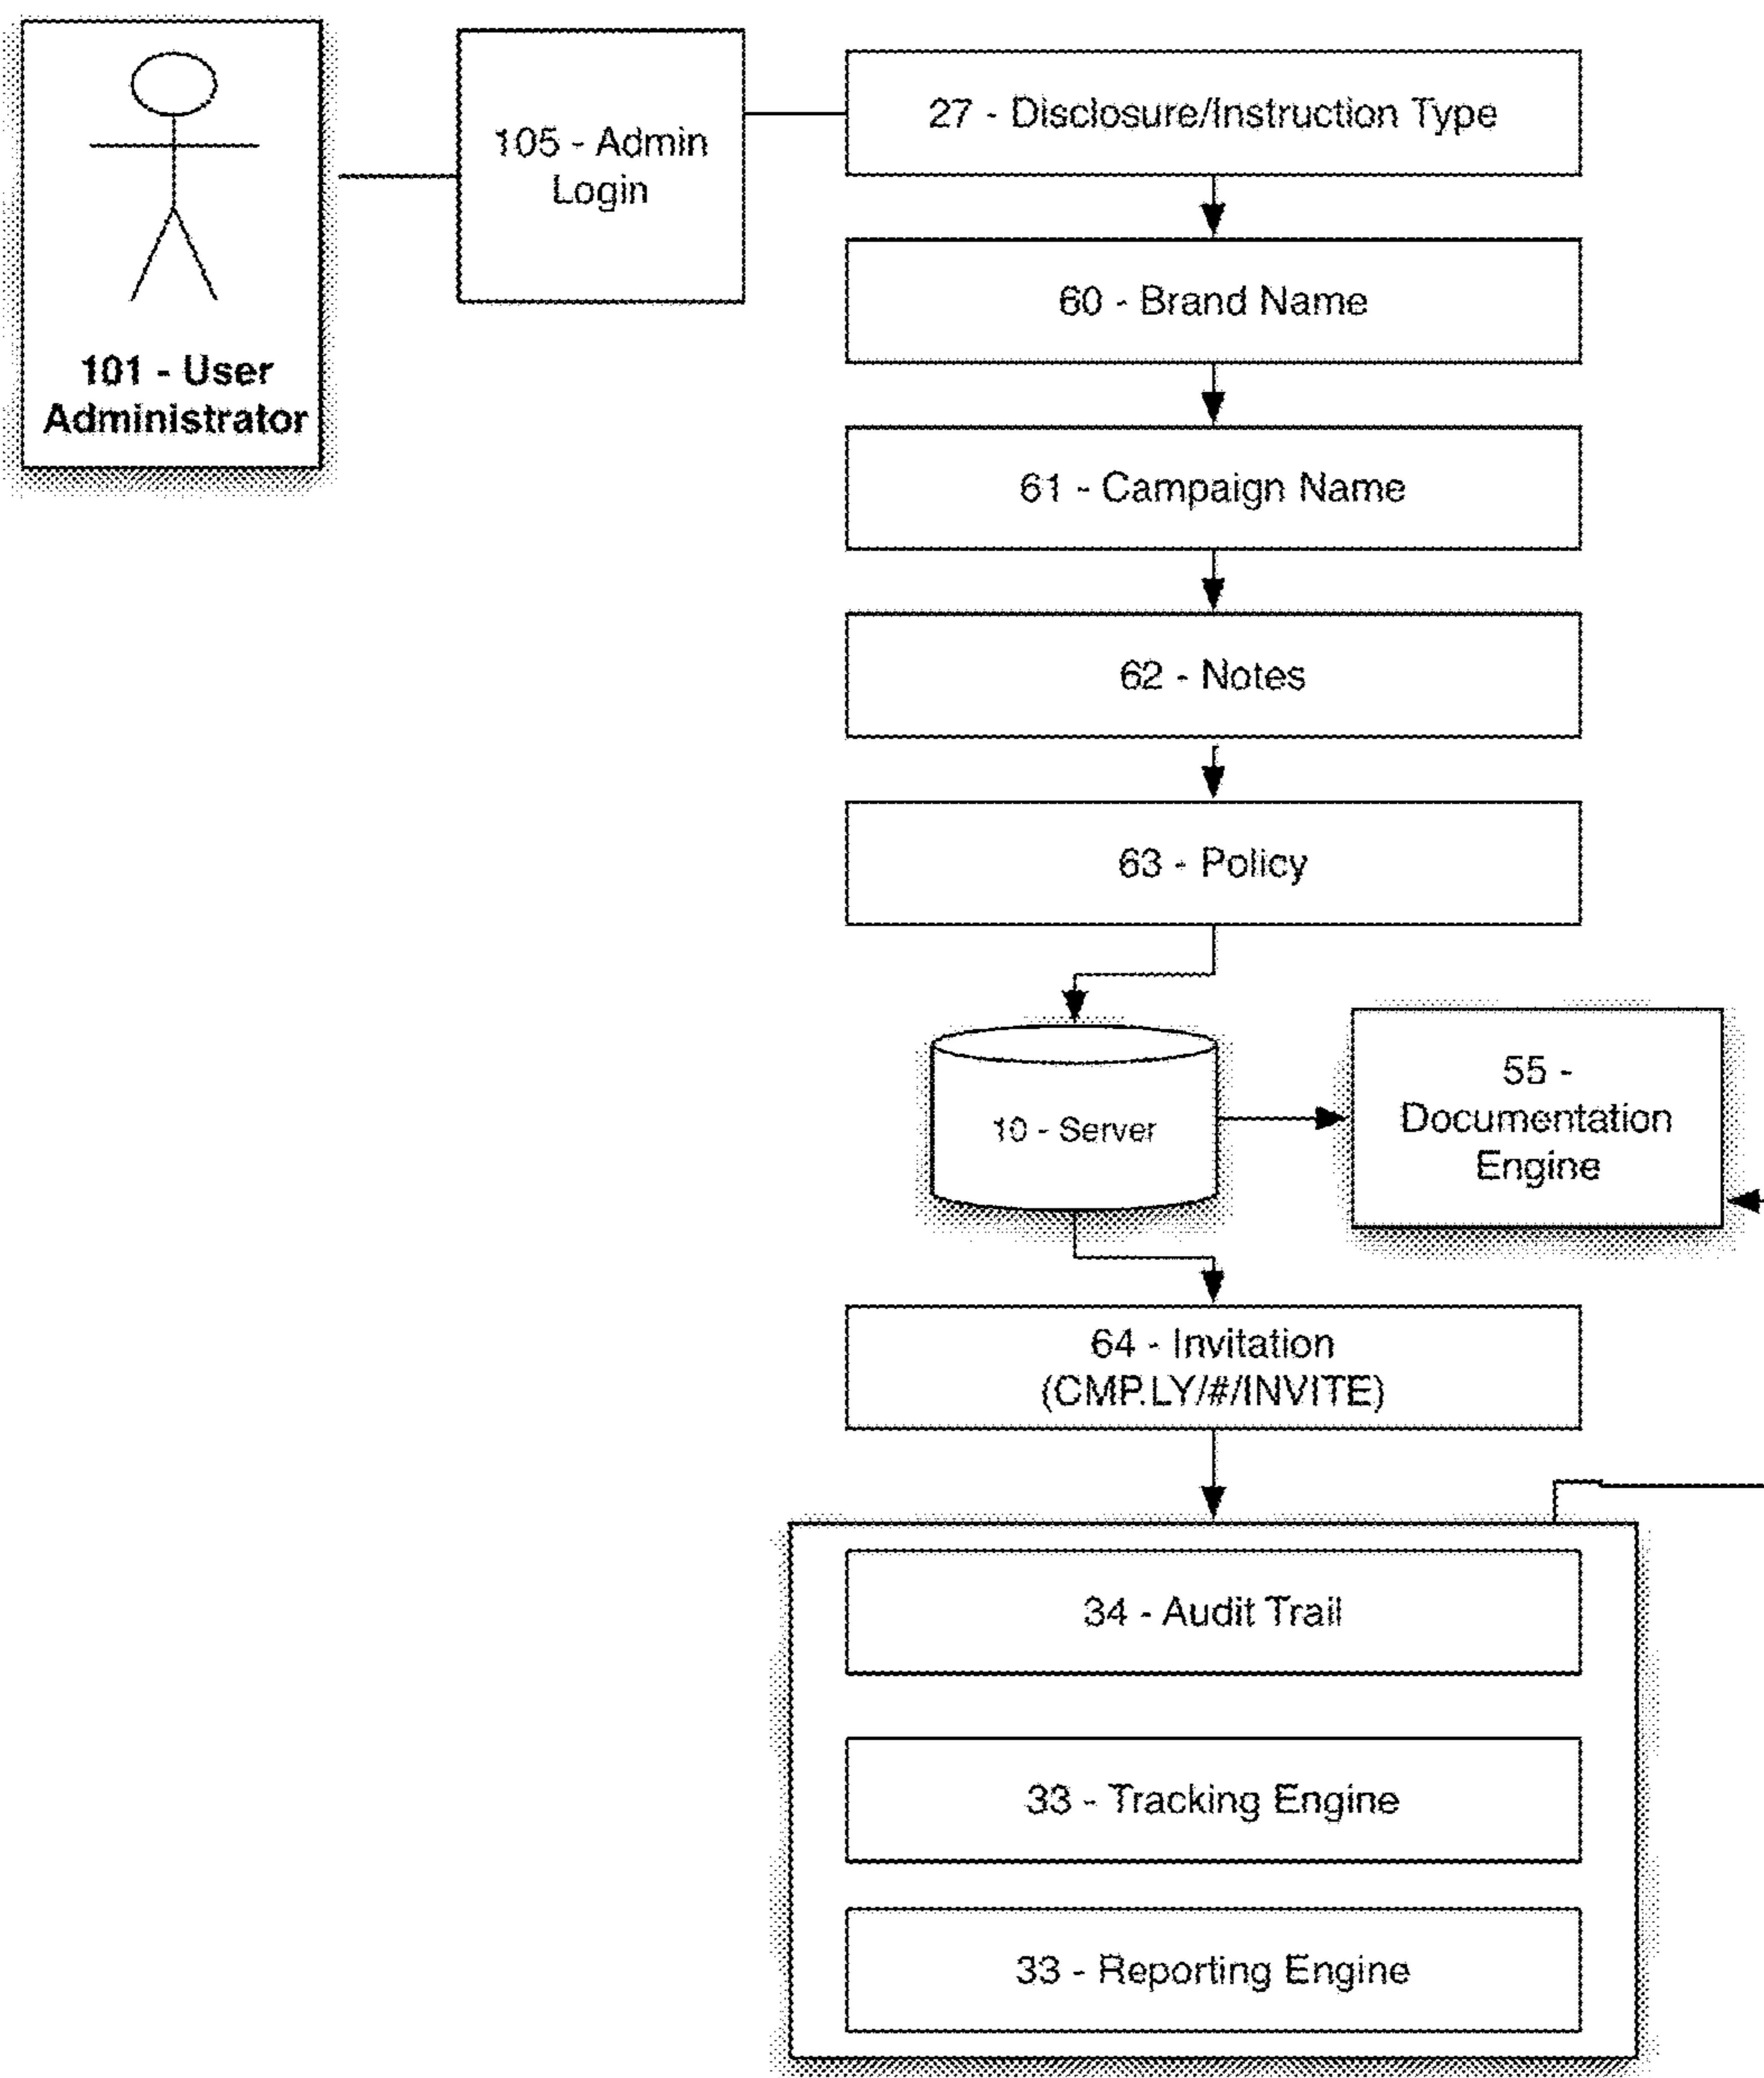 101 - User
Administrator
105 - Admin
Login
27 - Disclosure/Instruction Type
60 - Brand Name
61 - Campaign Name
62 - Notes
63 - Policy
10 - Server
55 -
Documentation
Engine
64 - Invitation
(CMP.LY/#/INVITE)
34 - Audit Trail
33 - Tracking Engine
33 - Reporting Engine